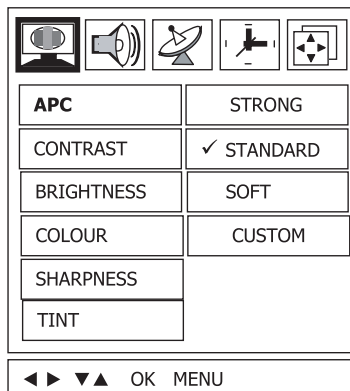 APC STRONG
CONTRAST ✓ STANDARD
BRIGHTNESS SOFT
COLOUR CUSTOM
SHARPNESS
TINT
◀ ▶ ▼▲ OK MENU